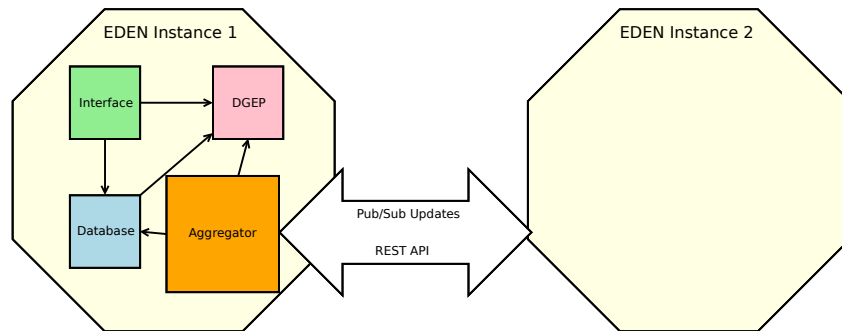 EDEN Instance 1
EDEN Instance 2
Interface
DGEP
Database
Aggregator
Pub/Sub Updates
REST API